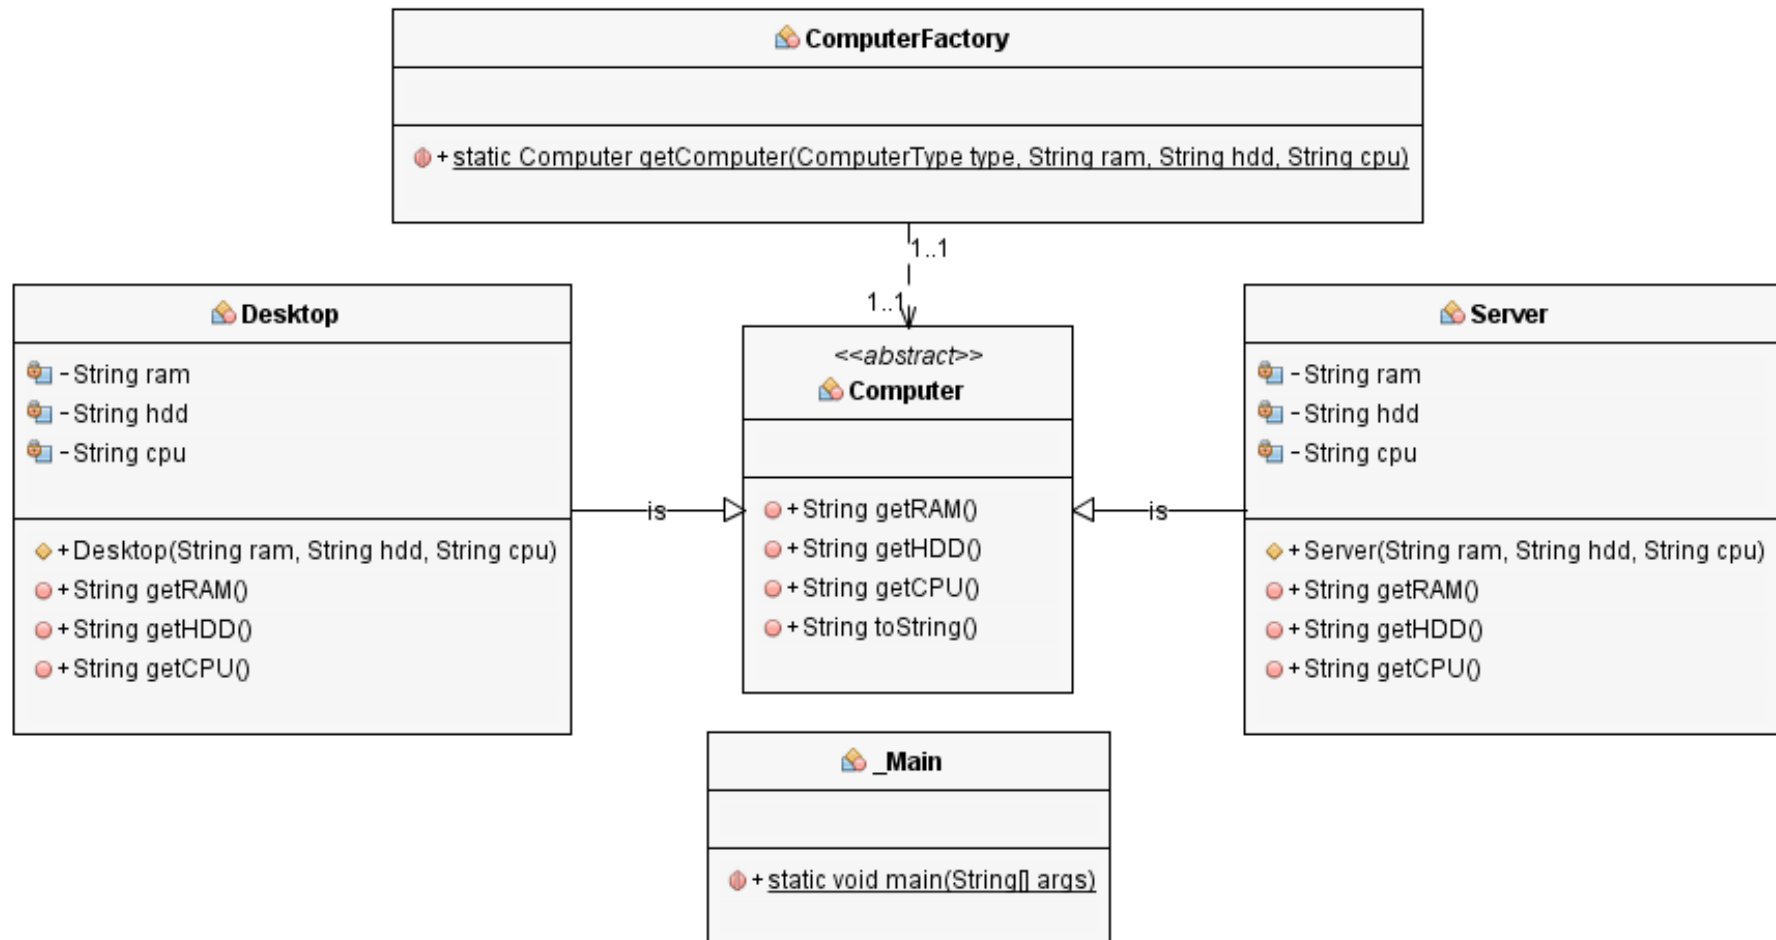 ComputerFactory
+ static Computer getComputer(ComputerType type, String ram, String hdd, String cpu)
1..1
1..1
Desktop
- String ram
- String hdd
- String cpu
+ Desktop(String ram, String hdd, String cpu)
+ String getRAM()
+ String getHDD()
+ String getCPU()
is
<<abstract>>
Computer
+ String getRAM()
+ String getHDD()
+ String getCPU()
+ String toString()
is
Server
- String ram
- String hdd
- String cpu
+ Server(String ram, String hdd, String cpu)
+ String getRAM()
+ String getHDD()
+ String getCPU()
_Main
+ static void main(String[] args)